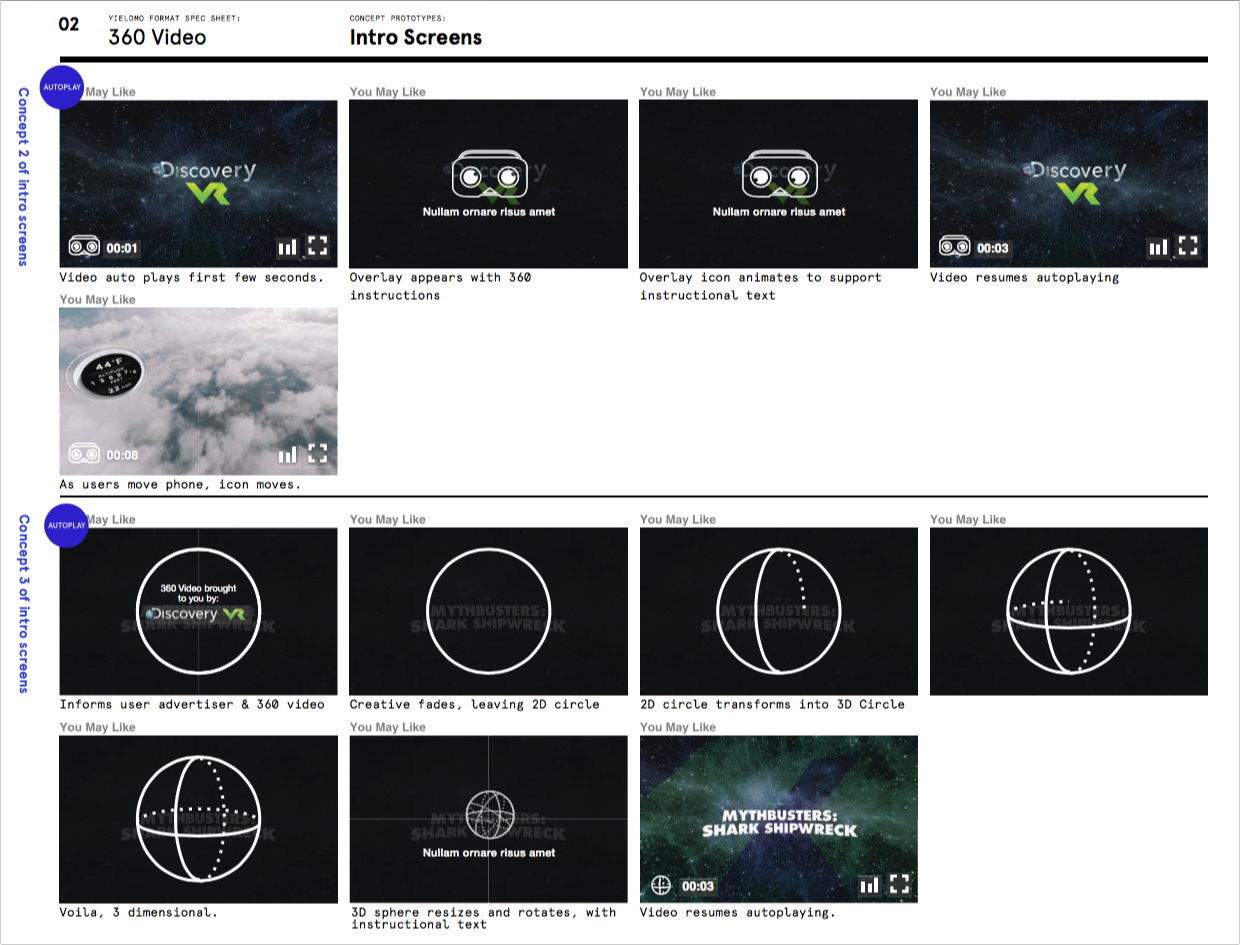 02
YIELDMO FORMAT SPEC SHEET:
360 Video
CONCEPT PROTOTYPES:
Intro Screens
Concept 2 of intro screens
AUTOPLAY
May Like
You May Like
You May Like
You May Like
Discovery
VR
00:01
Discovery
VR
Nullam ornare risus amet
Discovery
VR
Nullam ornare risus amet
Discovery
VR
00:03
Video auto plays first few seconds.
Overlay appears with 360
instructions
Overlay icon animates to support
instructional text
Video resumes autoplaying
You May Like
44°F
ALTITUDE
FEET
22
00:08
As users move phone, icon moves.
Concept 3 of intro screens
AUTOPLAY
May Like
You May Like
You May Like
You May Like
360 Video brought
to you by:
Discovery VR
SHARK SHIPWRECK
MYTHBUSTERS:
SHARK SHIPWRECK
MYTHBUSTERS:
SHARK SHIPWRECK
MYTHBUSTERS:
SHARK SHIPWRECK
Informs user advertiser & 360 video
Creative fades, leaving 2D circle
2D circle transforms into 3D Circle
You May Like
You May Like
You May Like
MYTHBUSTERS:
SHARK SHIPWRECK
MYTHBUSTERS:
SHARK SHIPWRECK
Nullam ornare risus amet
MYTHBUSTERS:
SHARK SHIPWRECK
00:03
Voila, 3 dimensional.
3D sphere resizes and rotates, with
instructional text
Video resumes autoplaying.